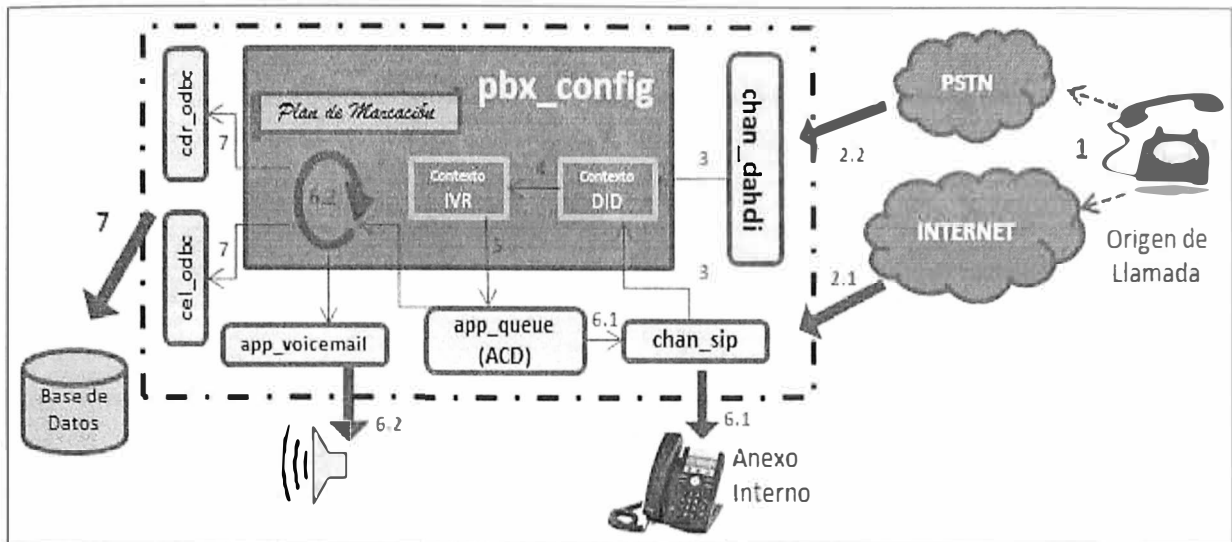 cdr_odbc
cel_odbc
pbx_config
Plan de Marcación
Contexto
IVR
Contexto
DID
4
3
3
5
6.2
7
7
7
chan_dahdi
PSTN
INTERNET
1
2.2
2.1
Origen de
Llamada
app_voicemail
app_queue
(ACD)
6.1
chan_sip
Base de
Datos
6.2
6.1
Anexo
Interno